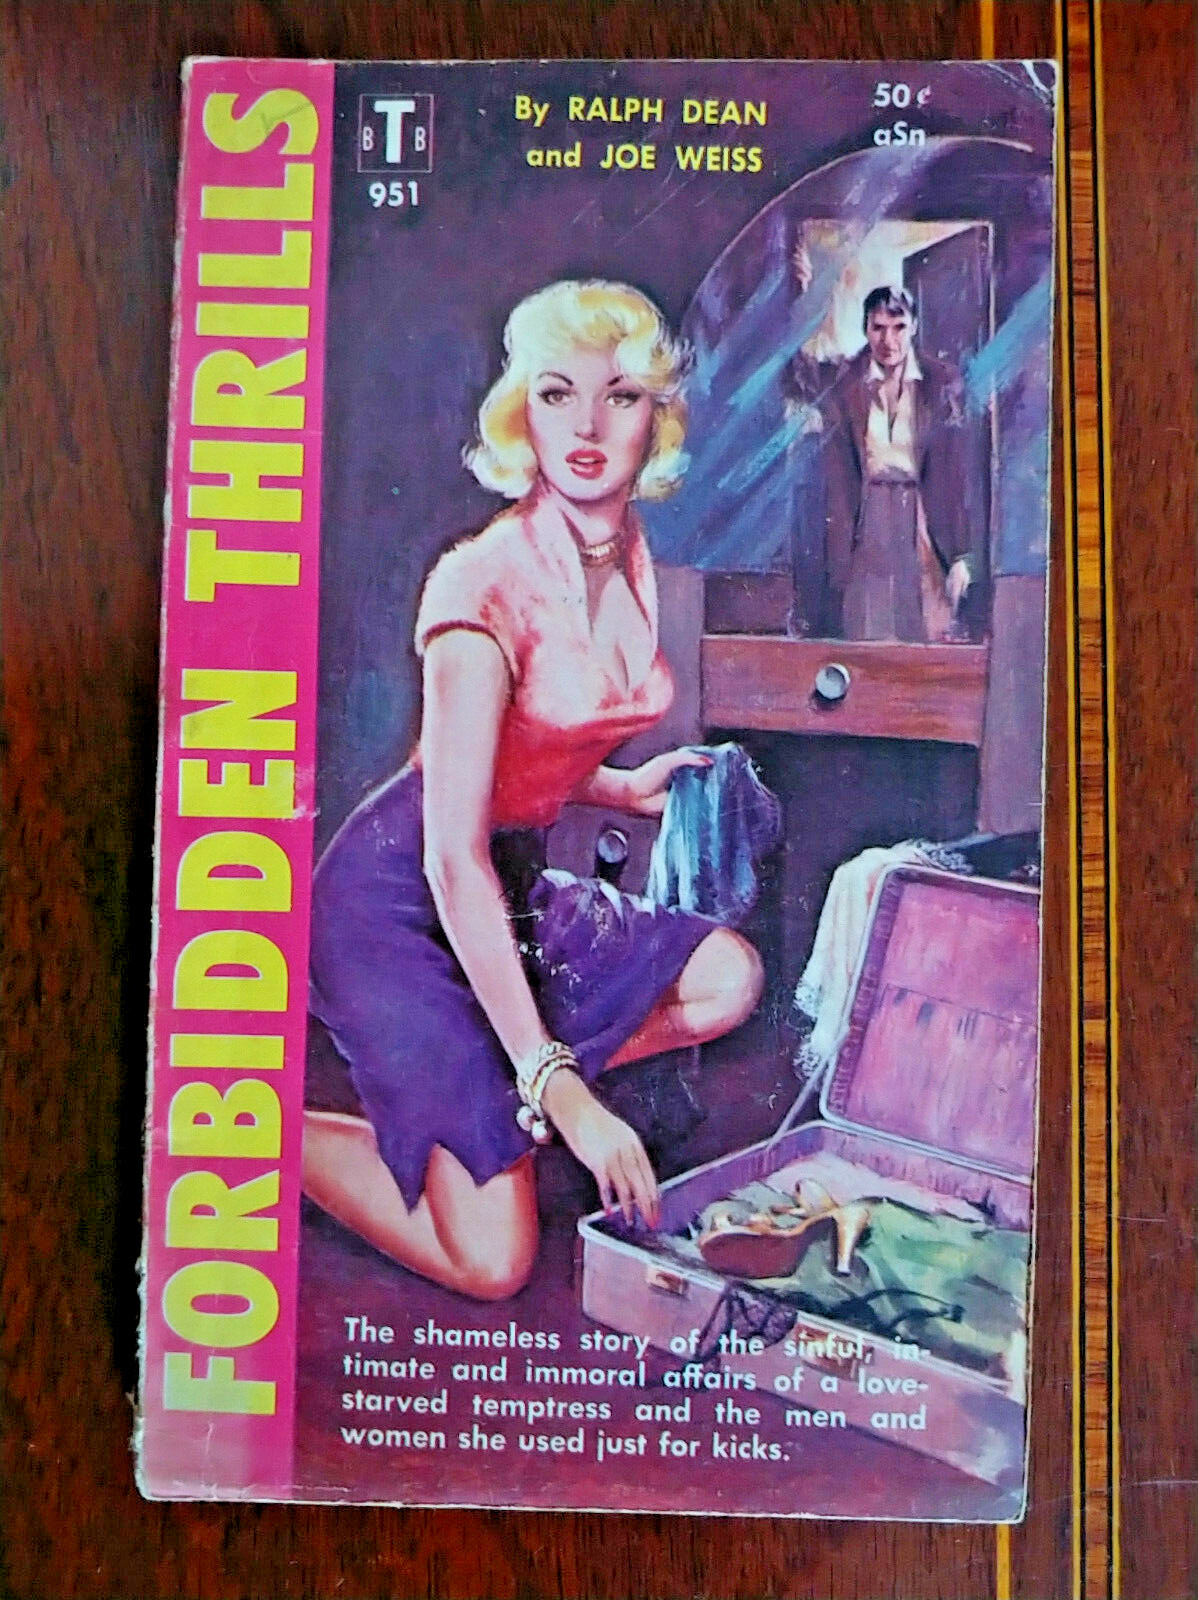 FORBIDDEN THRILLS
B T B
951
By RALPH DEAN
and JOE WEISS
50 ¢
aSn
The shameless story of the sinful, in-
timate and immoral affairs of a love-
starved temptress and the men and
women she used just for kicks.